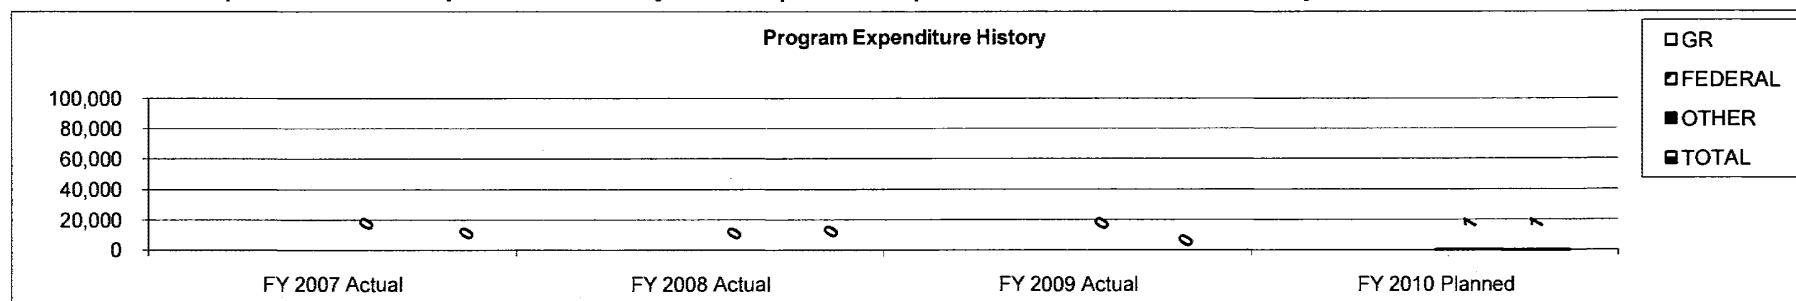 Program Expenditure History
GR
FEDERAL
OTHER
TOTAL
100,000
80,000
60,000
40,000
20,000
0
0 0 0 0 0 0 1 1
FY 2007 Actual FY 2008 Actual FY 2009 Actual FY 2010 Planned